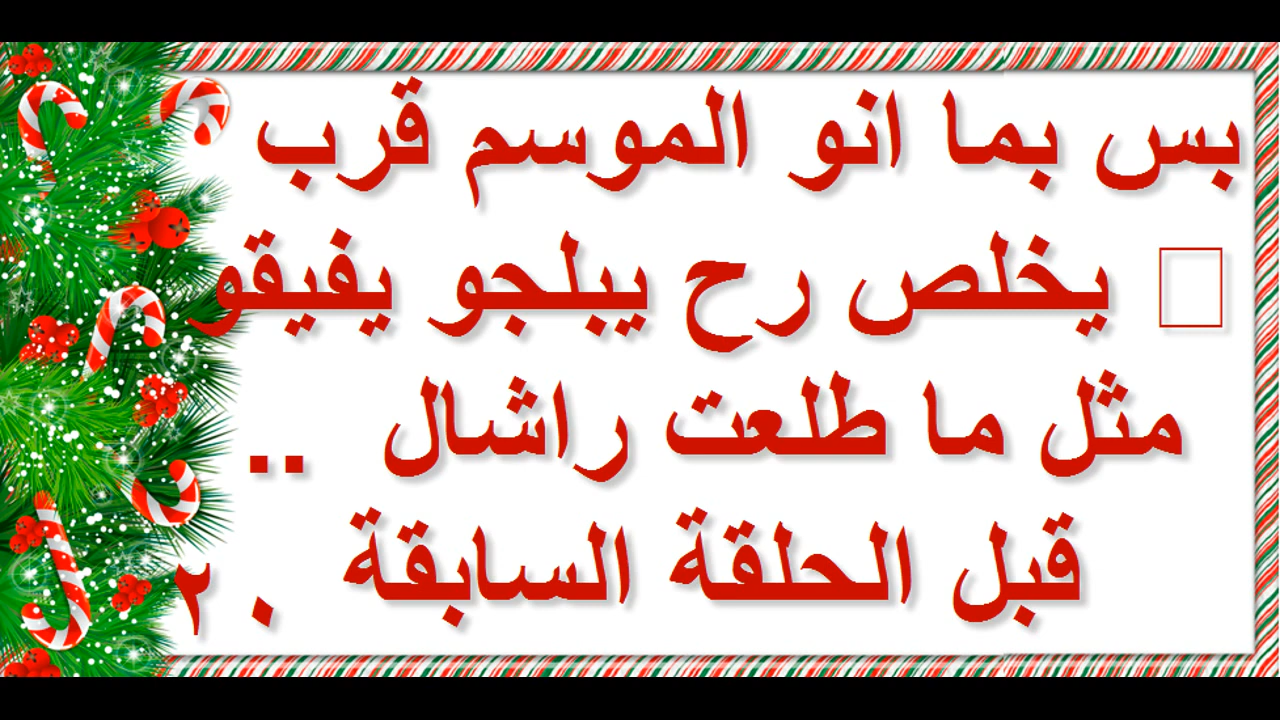 بس بما انو الموسم قرب
يخلص رح يبلجو يفيقو
مثل ما طلعت راشال ..
قبل الحلقة السابقة ٢٠